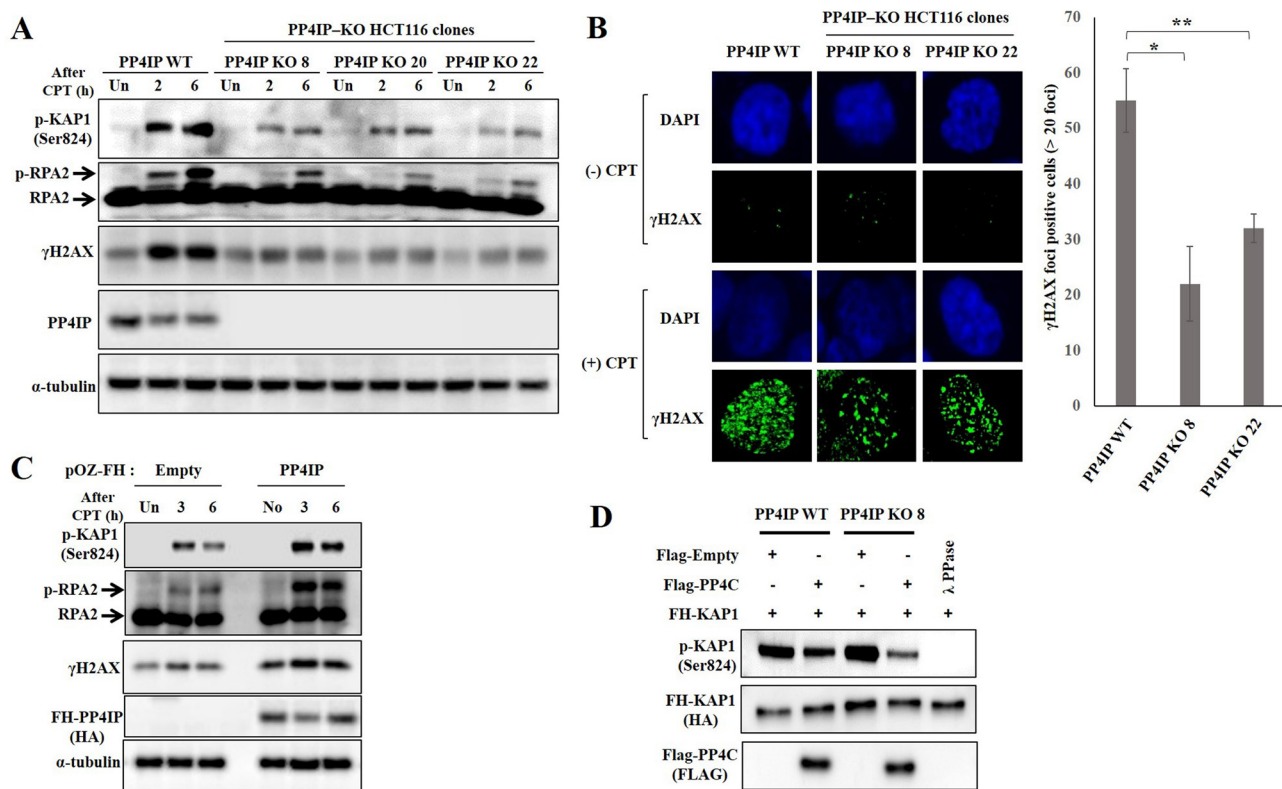 A
PP4IP–KO HCT116 clones
PP4IP WT PP4IP KO 8 PP4IP KO 20 PP4IP KO 22
After
CPT (h)
Un 2 6 Un 2 6 Un 2 6 Un 2 6
p-KAP1
(Ser824)
p-RPA2
RPA2
γH2AX
PP4IP
α-tubulin
B
PP4IP–KO HCT116 clones
PP4IP WT PP4IP KO 8 PP4IP KO 22
DAPI
(-) CPT
γH2AX
DAPI
(+) CPT
γH2AX
γH2AX foci positive cells (> 20 foci)
70
60
50
40
30
20
10
0
**
*
PP4IP WT
PP4IP KO 8
PP4IP KO 22
C
pOZ-FH : Empty PP4IP
After
CPT (h)
Un 3 6 No 3 6
p-KAP1
(Ser824)
p-RPA2
RPA2
γH2AX
FH-PP4IP
(HA)
α-tubulin
D
PP4IP WT PP4IP KO 8
Flag-Empty + - + -
Flag-PP4C - + - +
FH-KAP1 + + + + +
λ PPase
p-KAP1
(Ser824)
FH-KAP1
(HA)
Flag-PP4C
(FLAG)